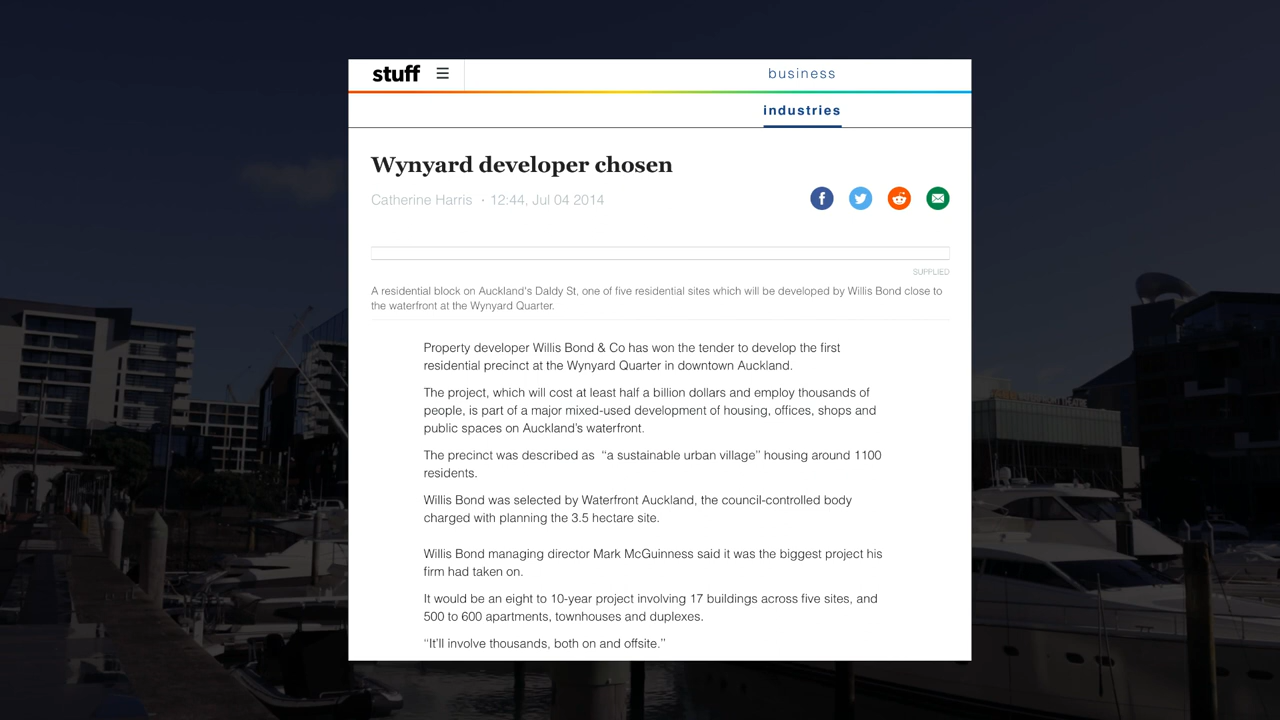 stuff
business
industries
Wynyard developer chosen
Catherine Harris · 12:44, Jul 04 2014
SUPPLIED
A residential block on Auckland's Daldy St, one of five residential sites which will be developed by Willis Bond close to
the waterfront at the Wynyard Quarter.
Property developer Willis Bond & Co has won the tender to develop the first
residential precinct at the Wynyard Quarter in downtown Auckland.
The project, which will cost at least half a billion dollars and employ thousands of
people, is part of a major mixed-used development of housing, offices, shops and
public spaces on Auckland's waterfront.
The precinct was described as "a sustainable urban village" housing around 1100
residents.
Willis Bond was selected by Waterfront Auckland, the council-controlled body
charged with planning the 3.5 hectare site.
Willis Bond managing director Mark McGuinness said it was the biggest project his
firm had taken on.
It would be an eight to 10-year project involving 17 buildings across five sites, and
500 to 600 apartments, townhouses and duplexes.
"It'll involve thousands, both on and offsite."